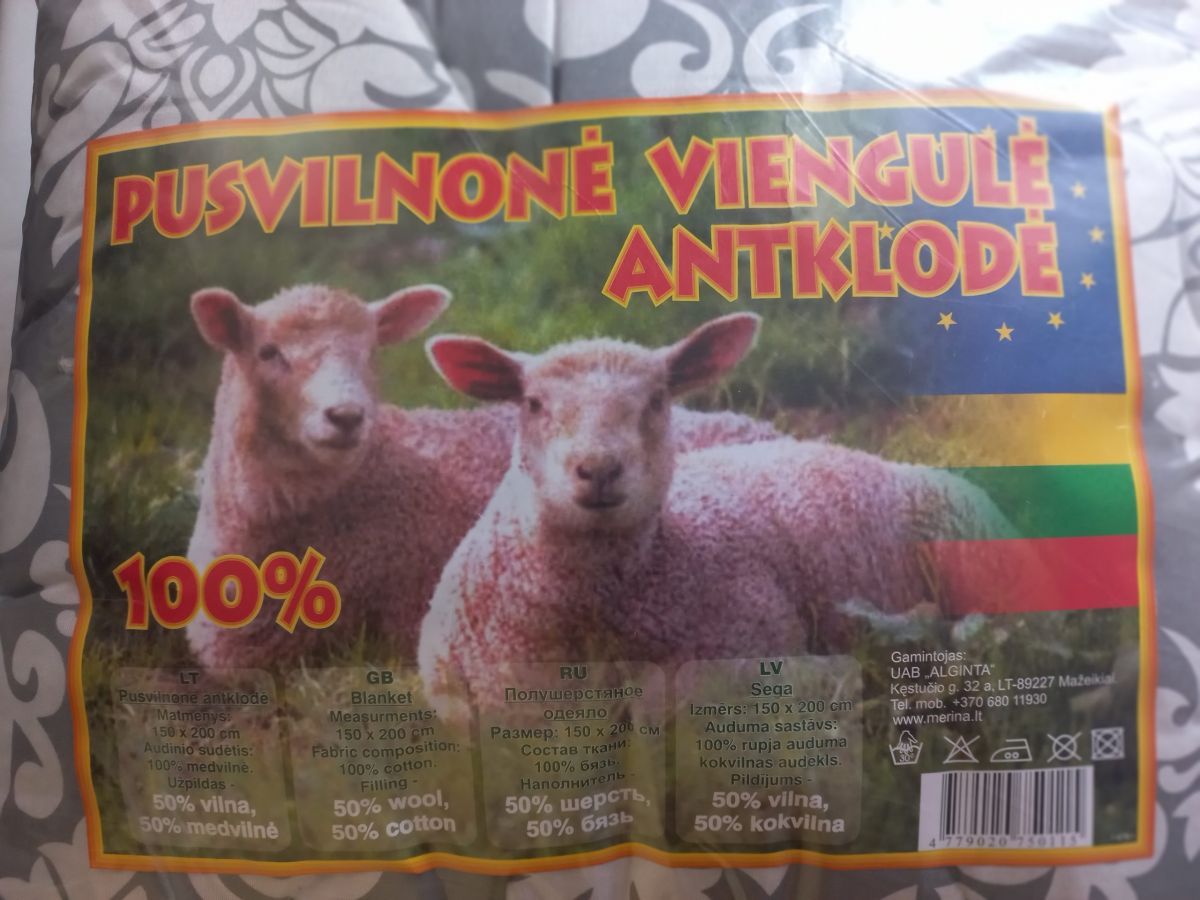 PUSVILNONĖ VIENGULĖ
ANTKLODĖ
100%
LT
Pusvilnonė antklodė
Matmenys:
150 x 200 cm
Audinio sudėtis:
100% medvilnė.
Užpildas -
50% vilna,
50% medvilnė
GB
Blanket
Measurments:
150 x 200 cm
Fabric composition:
100% cotton.
Filling -
50% wool,
50% cotton
RU
Полушерстяное
одеяло
Размер: 150 x 200 см
Состав ткани:
100% бязь.
Наполнитель -
50% шерсть,
50% бязь
LV
Sega
Izmērs: 150 x 200 cm
Auduma sastāvs:
100% rupja auduma
kokvilnas audekls.
Pildījums -
50% vilna,
50% kokvilna
Gamintojas:
UAB „ALGINTA"
Kęstučio g. 32 a, LT-89227 Mažeikiai.
Tel. mob. +370 680 11930
www.merina.lt
30°
4 779020 750115